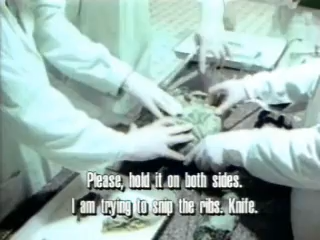 Please, hold it on both sides.
I am trying to snip the ribs. Knife.